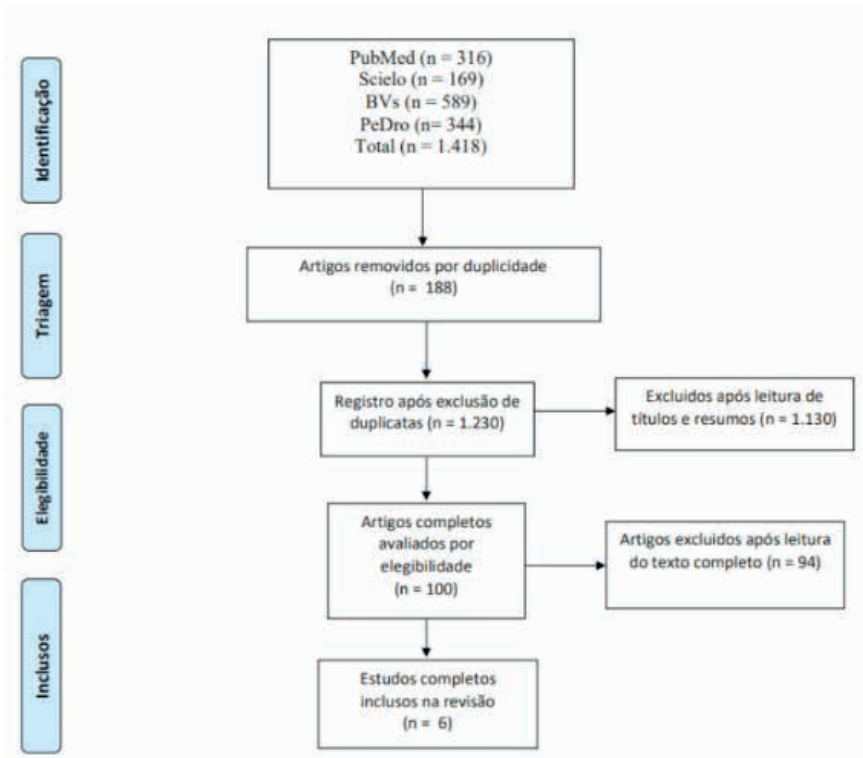 Identificação
PubMed (n = 316)
Scielo (n = 169)
BVs (n = 589)
PeDro (n= 344)
Total (n = 1.418)
Triagem
Artigos removidos por duplicidade
(n = 188)
Registro após exclusão de
duplicatas (n = 1.230)
Excluidos após leitura de
títulos e resumos (n = 1.130)
Elegibilidade
Artigos completos
avaliados por
elegibilidade
(n = 100)
Artigos excluidos após leitura
do texto completo (n = 94)
Inclusos
Estudos completos
inclusos na revisão
(n = 6)